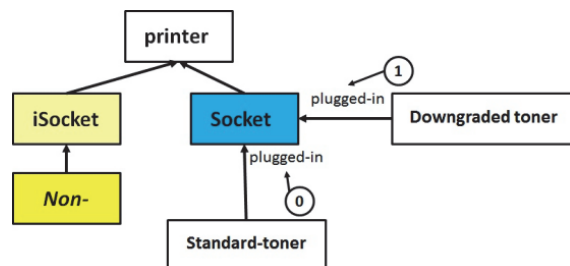 printer
1
plugged-in
iSocket
Socket
Downgraded toner
plugged-in
Non-
0
Standard-toner